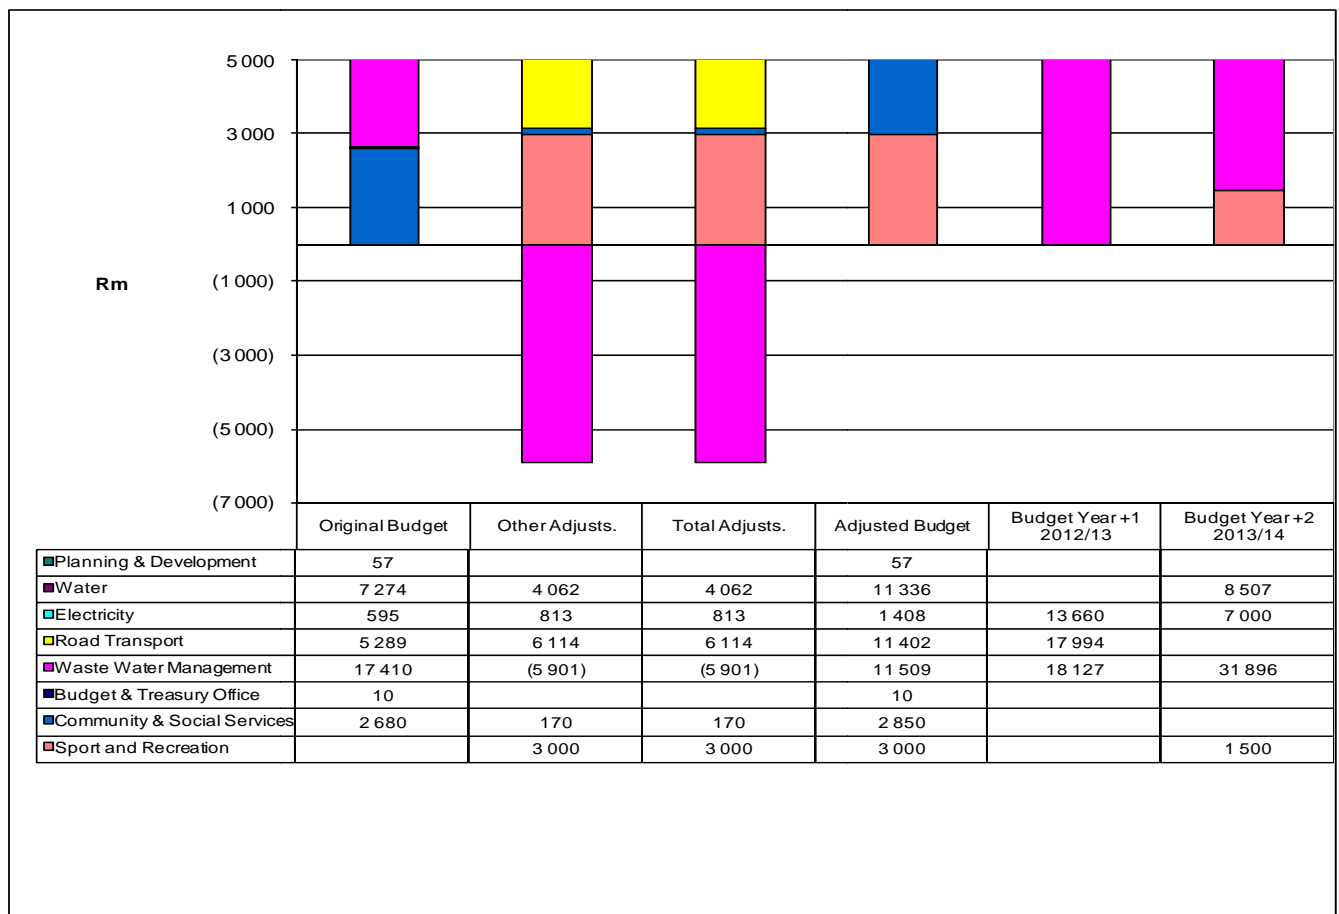 5 000
3 000
1 000
Rm
(1 000)
(3 000)
(5 000)
(7 000)
Original Budget Other Adjusts. Total Adjusts. Adjusted Budget Budget Year +1 Budget Year +2
2012/13 2013/14
Planning & Development 57 57
Water 7 274 4 062 4 062 11 336 8 507
Electricity 595 813 813 1 408 13 660 7 000
Road Transport 5 289 6 114 6 114 11 402 17 994
Waste Water Management 17 410 (5 901) (5 901) 11 509 18 127 31 896
Budget & Treasury Office 10 10
Community & Social Services 2 680 170 170 2 850
Sport and Recreation 3 000 3 000 3 000 1 500